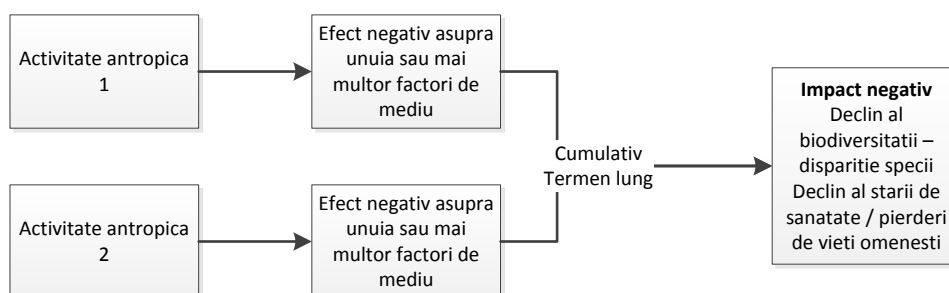 Activitate antropica
1
Efect negativ asupra
unuia sau mai
multor factori de
mediu
Activitate antropica
2
Efect negativ asupra
unuia sau mai
multor factori de
mediu
Cumulativ
Termen lung
Impact negativ
Declin al
biodiversitatii –
disparitie specii
Declin al starii de
sanatate / pierderi
de vieti omenesti